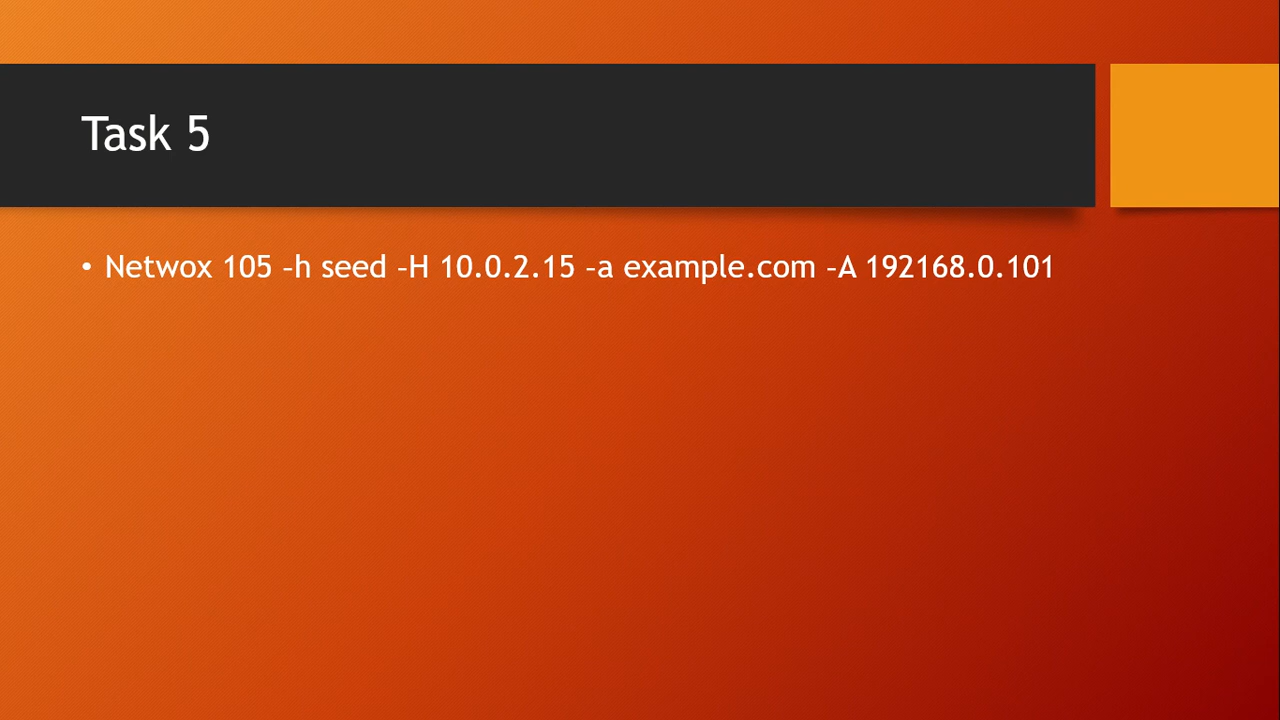 Task 5
• Netwox 105 –h seed –H 10.0.2.15 –a example.com –A 192168.0.101